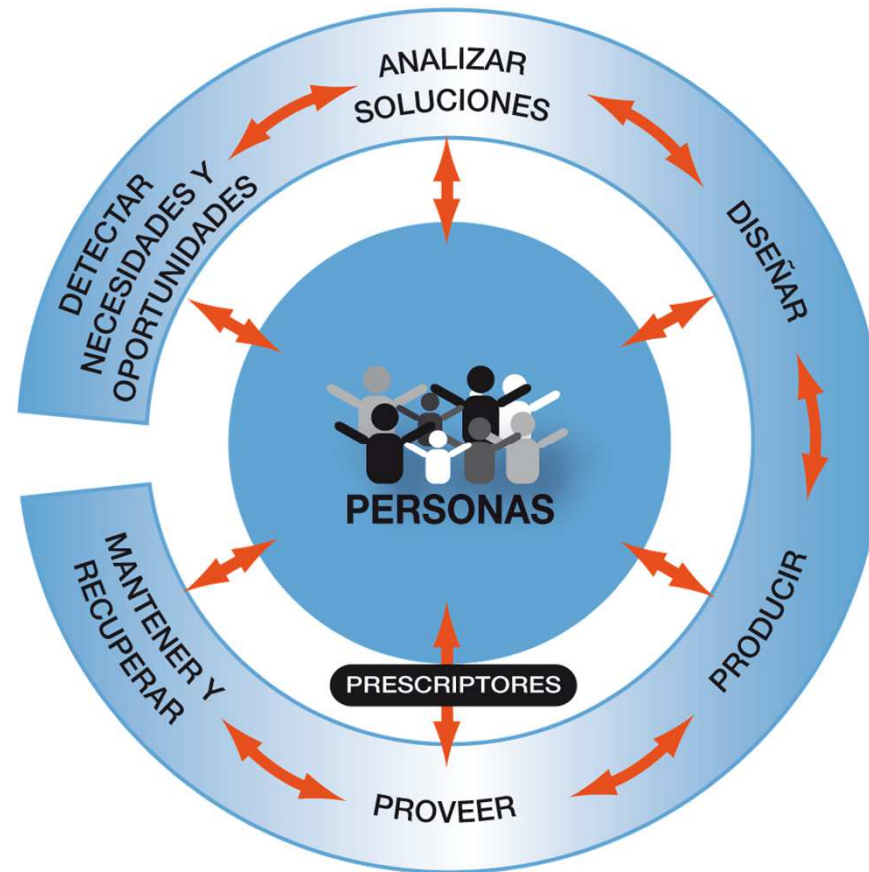 ANALIZAR
SOLUCIONES
DISEÑAR
PRODUCIR
PROVEER
MANTENER Y
RECUPERAR
DETECTAR
NECESIDADES Y
OPORTUNIDADES
PERSONAS
PRESCRIPTORES